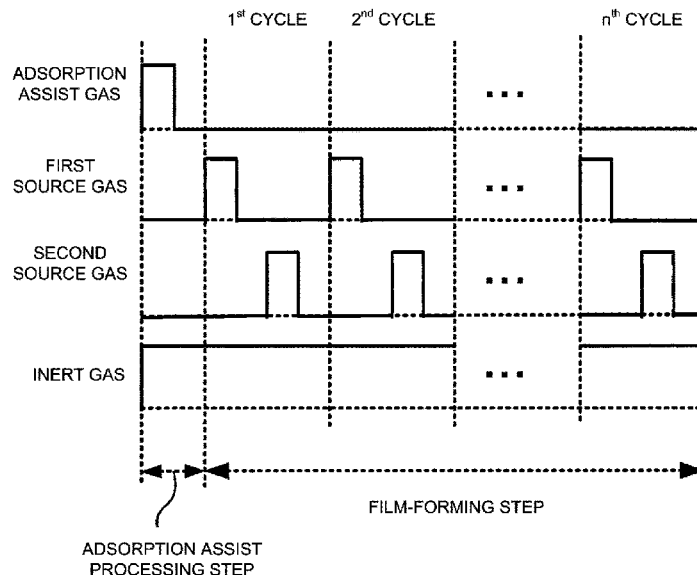 1st CYCLE
2nd CYCLE
nth CYCLE
ADSORPTION
ASSIST GAS
FIRST
SOURCE GAS
SECOND
SOURCE GAS
INERT GAS
FILM-FORMING STEP
ADSORPTION ASSIST
PROCESSING STEP